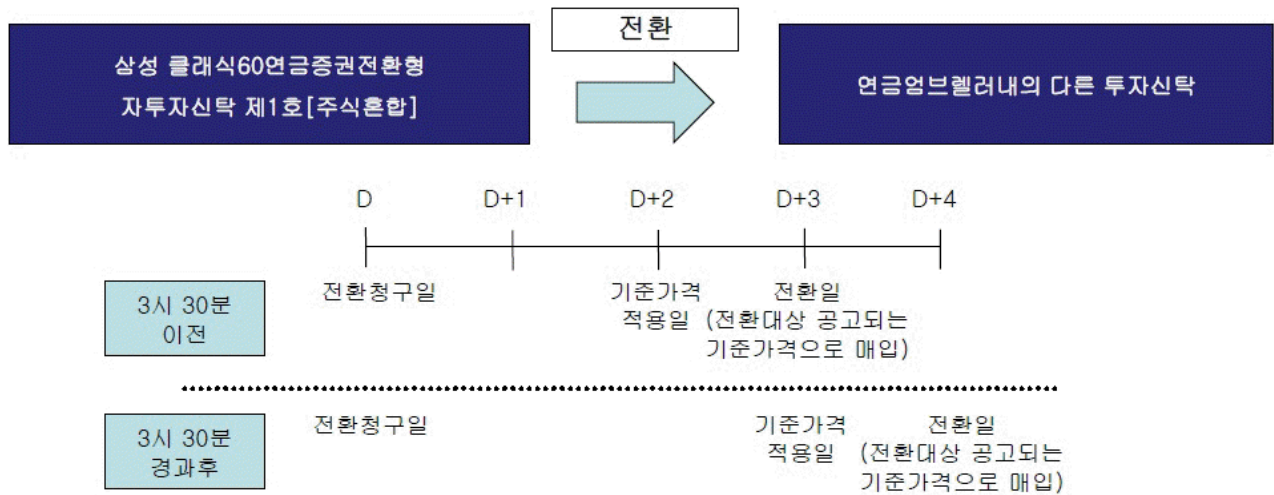 전환
삼성 클래식60연금증권전환형
자투자신탁 제1호[주식혼합]
연금엄브렐러내의 다른 투자신탁
D D+1 D+2 D+3 D+4
3시 30분
이전
전환청구일
기준가격
적용일
전환일
(전환대상 공고되는
기준가격으로 매입)
3시 30분
경과후
전환청구일
기준가격
적용일
전환일
(전환대상 공고되는
기준가격으로 매입)